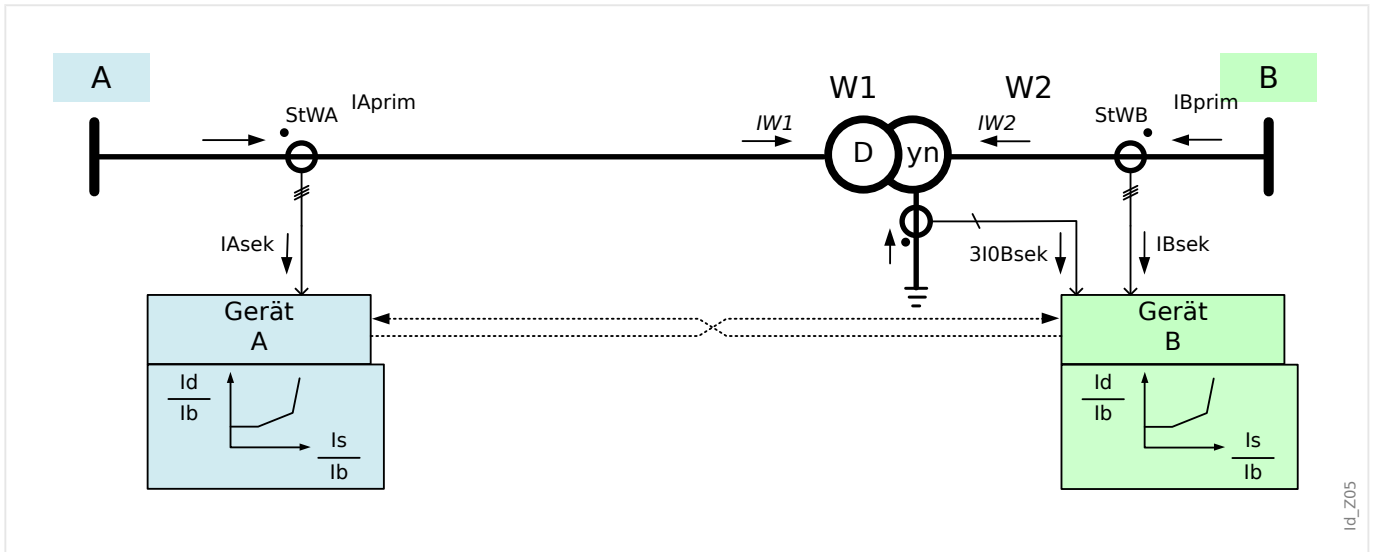 A
StWA
IAprim
W1
IW1
D
yn
W2
IW2
StWB
IBprim
B
IAsek
3I0Bsek
IBsek
Gerät
A
Gerät
B
Id
Ib
Is
Ib
Id
Ib
Is
Ib
Id_Z05